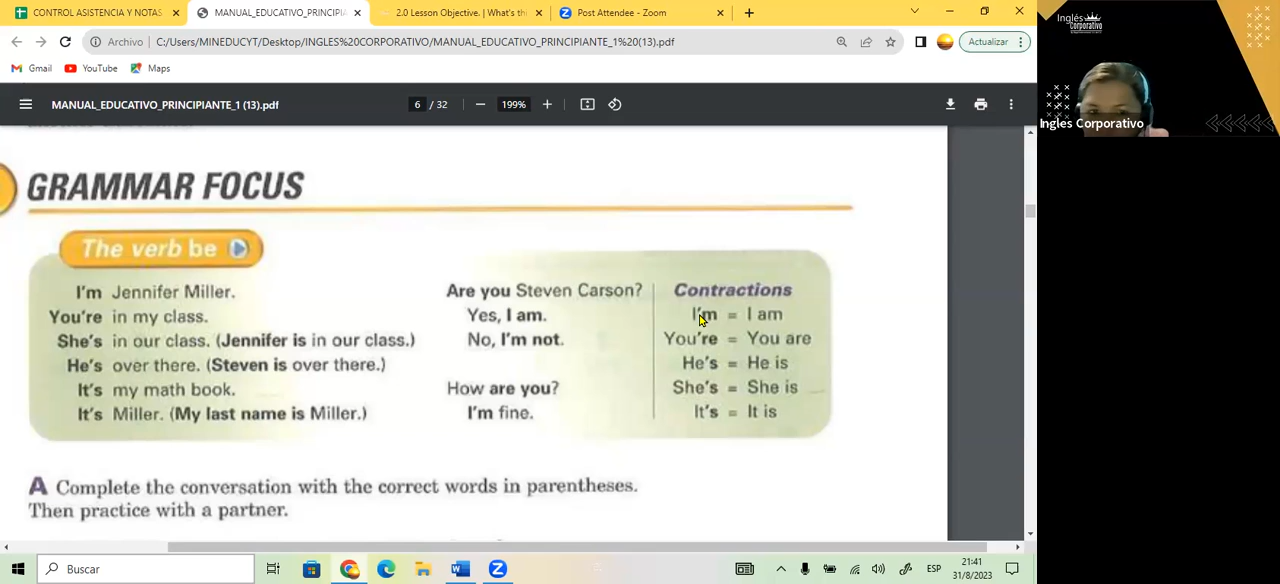 CONTROL ASISTENCIA Y NOTAS
MANUAL_EDUCATIVO_PRINCIPIA
2.0 Lesson Objective. | What's th
Post Attendee - Zoom
Archivo
C:/Users/MINEDUCYT/Desktop/INGLES%20CORPORATIVO/MANUAL_EDUCATIVO_PRINCIPIANTE_1%20(13).pdf
Actualizar
Gmail
YouTube
Maps
MANUAL_EDUCATIVO_PRINCIPIANTE_1 (13).pdf
6 / 32
199%
GRAMMAR FOCUS
The verb be
I'm Jennifer Miller.
You're in my class.
She's in our class. (Jennifer is in our class.)
He's over there. (Steven is over there.)
It's my math book.
It's Miller. (My last name is Miller.)
Are you Steven Carson?
Yes, I am.
No, I'm not.
How are you?
I'm fine.
Contractions
I'm = I am
You're = You are
He's = He is
She's = She is
It's = It is
A Complete the conversation with the correct words in parentheses.
Then practice with a partner.
Inglés
Corporativo
Ingles Corporativo
Buscar
ESP
21:41
31/8/2023